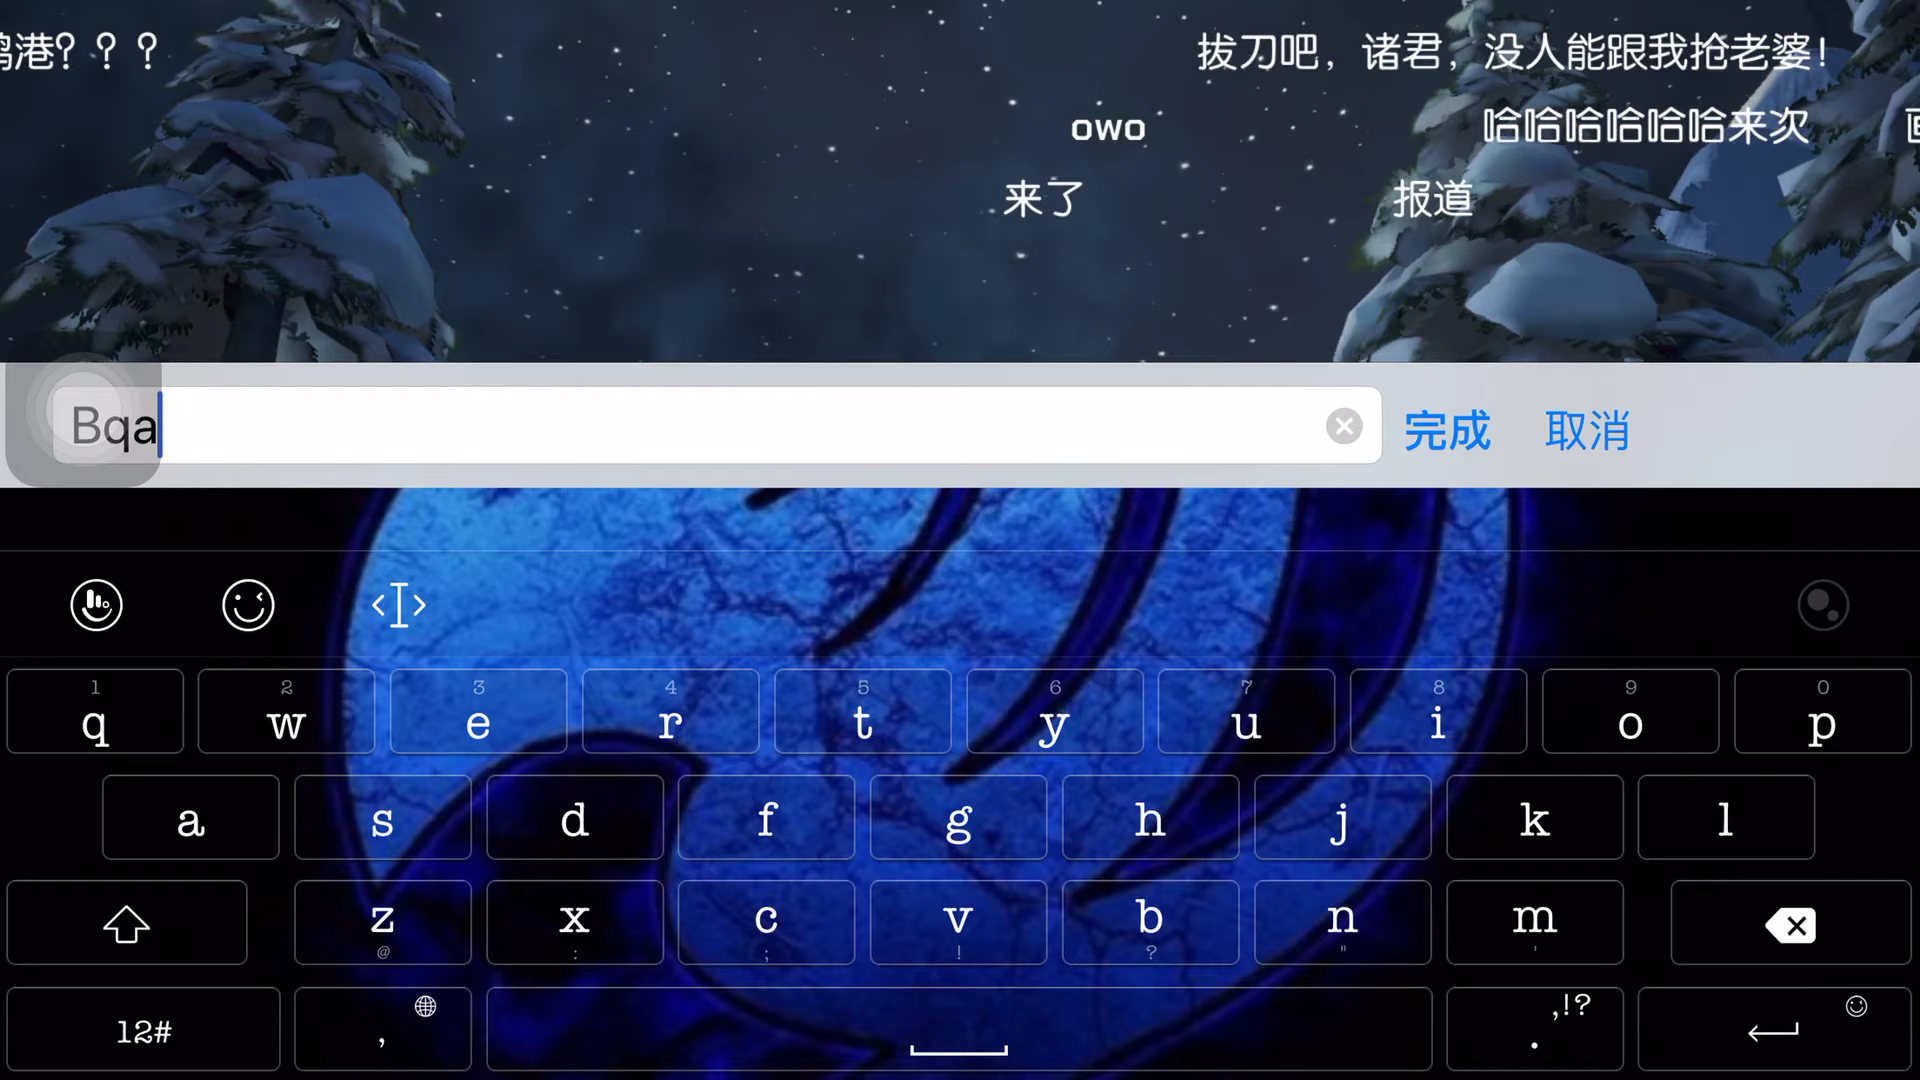 鹅港？？？
拔刀吧，诸君，没人能跟我抢老婆！
owo
哈哈哈哈哈哈来次
来了
报道
Bqa
完成
取消
1 2 3 4 5 6 7 8 9 0
q w e r t y u i o p
a s d f g h j k l
z x c v b n m
@ : ; ! ? " '
12# , . ,!?